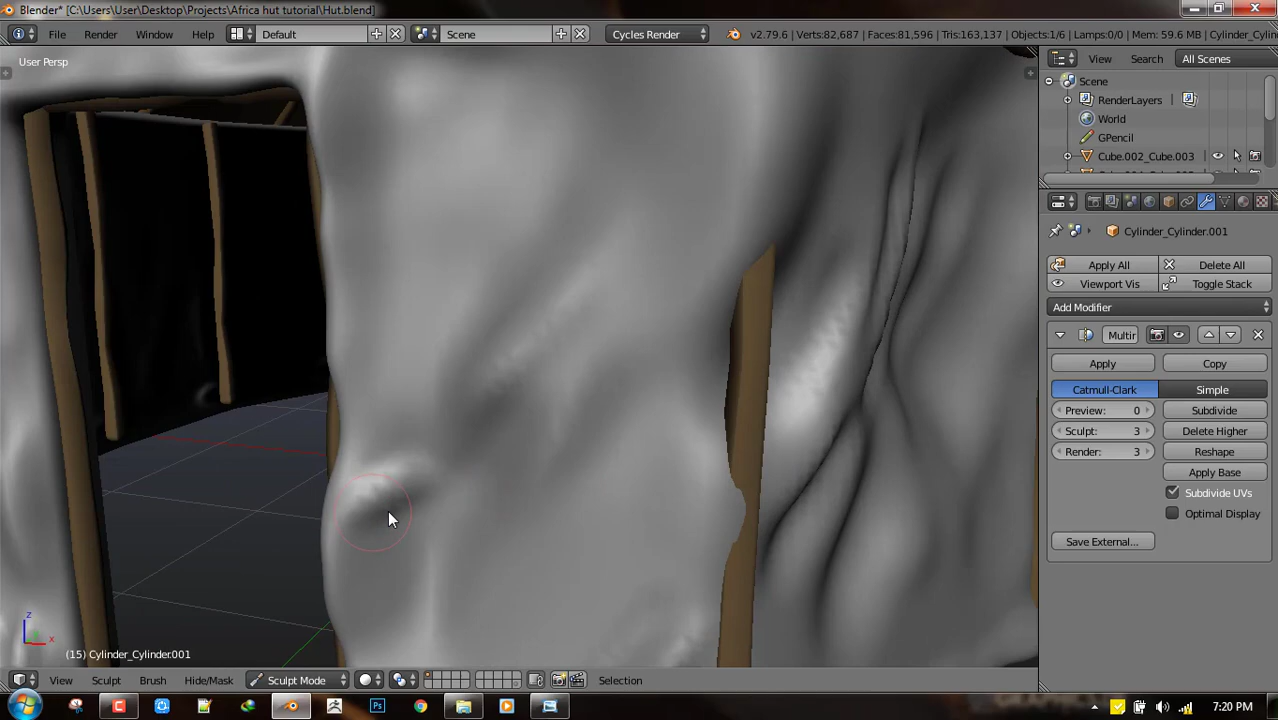 Blender* [C:\Users\User\Desktop\Projects\Africa hut tutorial\Hut.blend]
File Render Window Help Default Scene Cycles Render v2.79.6 | Verts:82,687 | Faces:81,596 | Tris:163,137 | Objects:1/6 | Lamps:0/0 | Mem: 59.6 MB | Cylinder_Cylin
User Persp
View Search All Scenes
Scene
RenderLayers
World
GPencil
Cube.002_Cube.003
Cylinder_Cylinder.001
Apply All Delete All
Viewport Vis Toggle Stack
Add Modifier
Multir
Apply Copy
Catmull-Clark Simple
Preview: 0 Subdivide
Sculpt: 3 Delete Higher
Render: 3 Reshape
Apply Base
Subdivide UVs
Optimal Display
Save External...
z
x
(15) Cylinder_Cylinder.001
View Sculpt Brush Hide/Mask Sculpt Mode Selection
Ps
7:20 PM